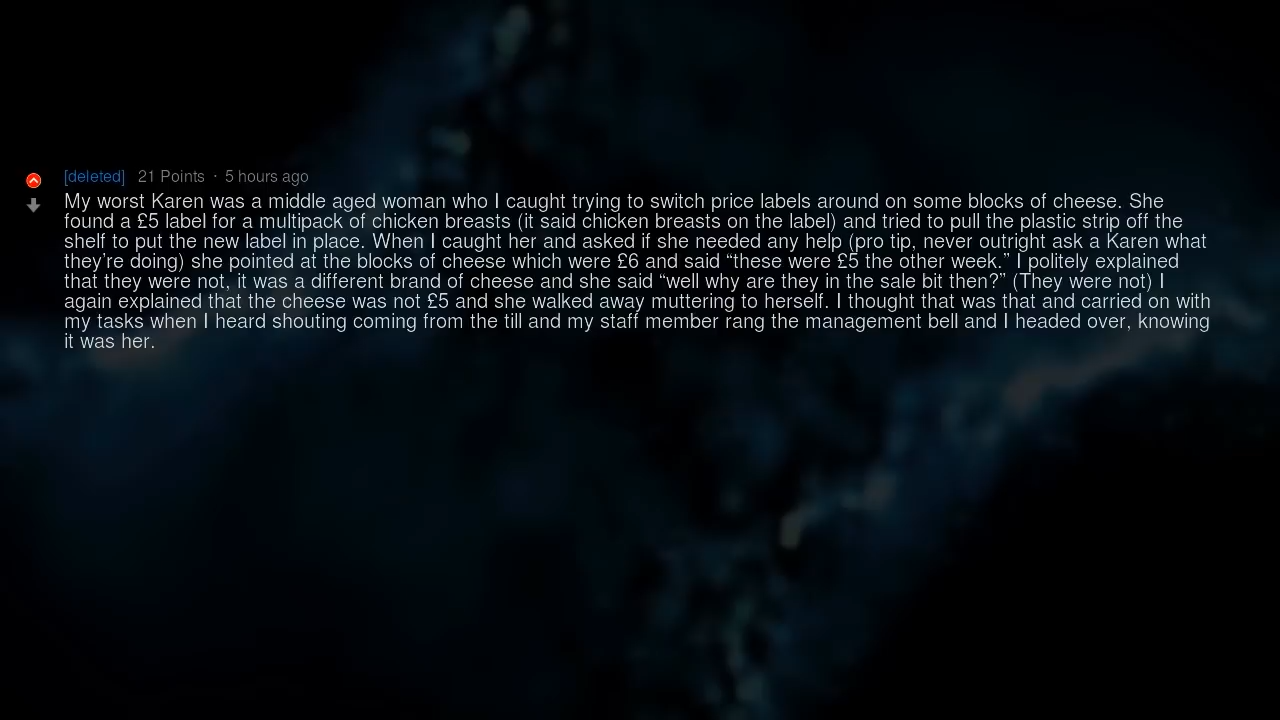 [deleted] 21 Points · 5 hours ago
My worst Karen was a middle aged woman who I caught trying to switch price labels around on some blocks of cheese. She
found a £5 label for a multipack of chicken breasts (it said chicken breasts on the label) and tried to pull the plastic strip off the
shelf to put the new label in place. When I caught her and asked if she needed any help (pro tip, never outright ask a Karen what
they’re doing) she pointed at the blocks of cheese which were £6 and said “these were £5 the other week.” I politely explained
that they were not, it was a different brand of cheese and she said “well why are they in the sale bit then?” (They were not) I
again explained that the cheese was not £5 and she walked away muttering to herself. I thought that was that and carried on with
my tasks when I heard shouting coming from the till and my staff member rang the management bell and I headed over, knowing
it was her.